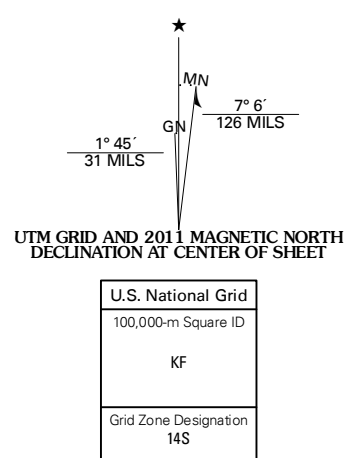 ★
MN
GN
7° 6´
126 MILS
1° 45´
31 MILS
UTM GRID AND 2011 MAGNETIC NORTH
DECLINATION AT CENTER OF SHEET
U.S. National Grid
100,000-m Square ID
KF
Grid Zone Designation
14S